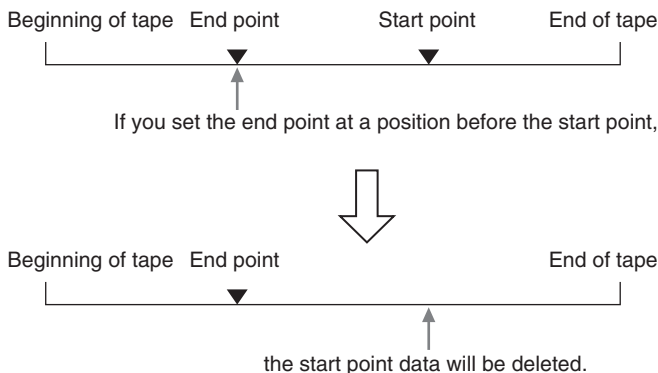 Beginning of tape End point Start point End of tape
If you set the end point at a position before the start point,
Beginning of tape End point End of tape
the start point data will be deleted.